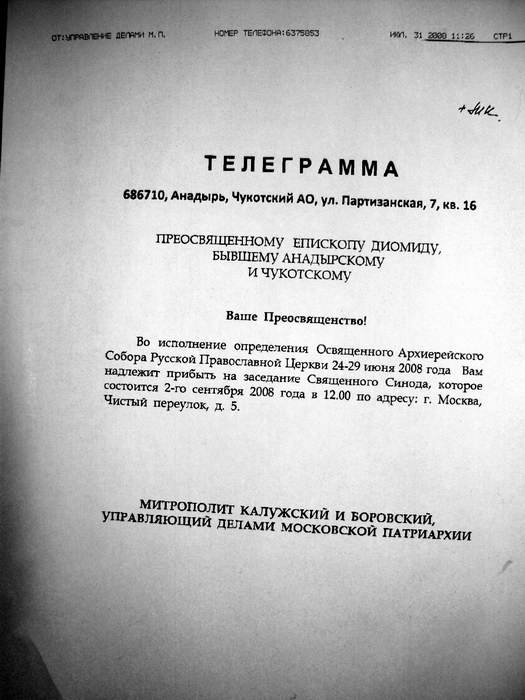 ОТ:УПРАВЛЕНИЕ ДЕЛАМИ М.П. НОМЕР ТЕЛЕФОНА:6375053 ИЮЛ. 31 2008 11:26 СТР1
ТЕЛЕГРАММА
686710, Анадырь, Чукотский АО, ул. Партизанская, 7, кв. 16
ПРЕОСВЯЩЕННОМУ ЕПИСКОПУ ДИОМИДУ,
БЫВШЕМУ АНАДЫРСКОМУ
И ЧУКОТСКОМУ
Ваше Преосвященство!
Во исполнение определения Освященного Архиерейского
Собора Русской Православной Церкви 24-29 июня 2008 года Вам
надлежит прибыть на заседание Священного Синода, которое
состоится 2-го сентября 2008 года в 12.00 по адресу: г. Москва,
Чистый переулок, д. 5.
МИТРОПОЛИТ КАЛУЖСКИЙ И БОРОВСКИЙ,
УПРАВЛЯЮЩИЙ ДЕЛАМИ МОСКОВСКОЙ ПАТРИАРХИИ